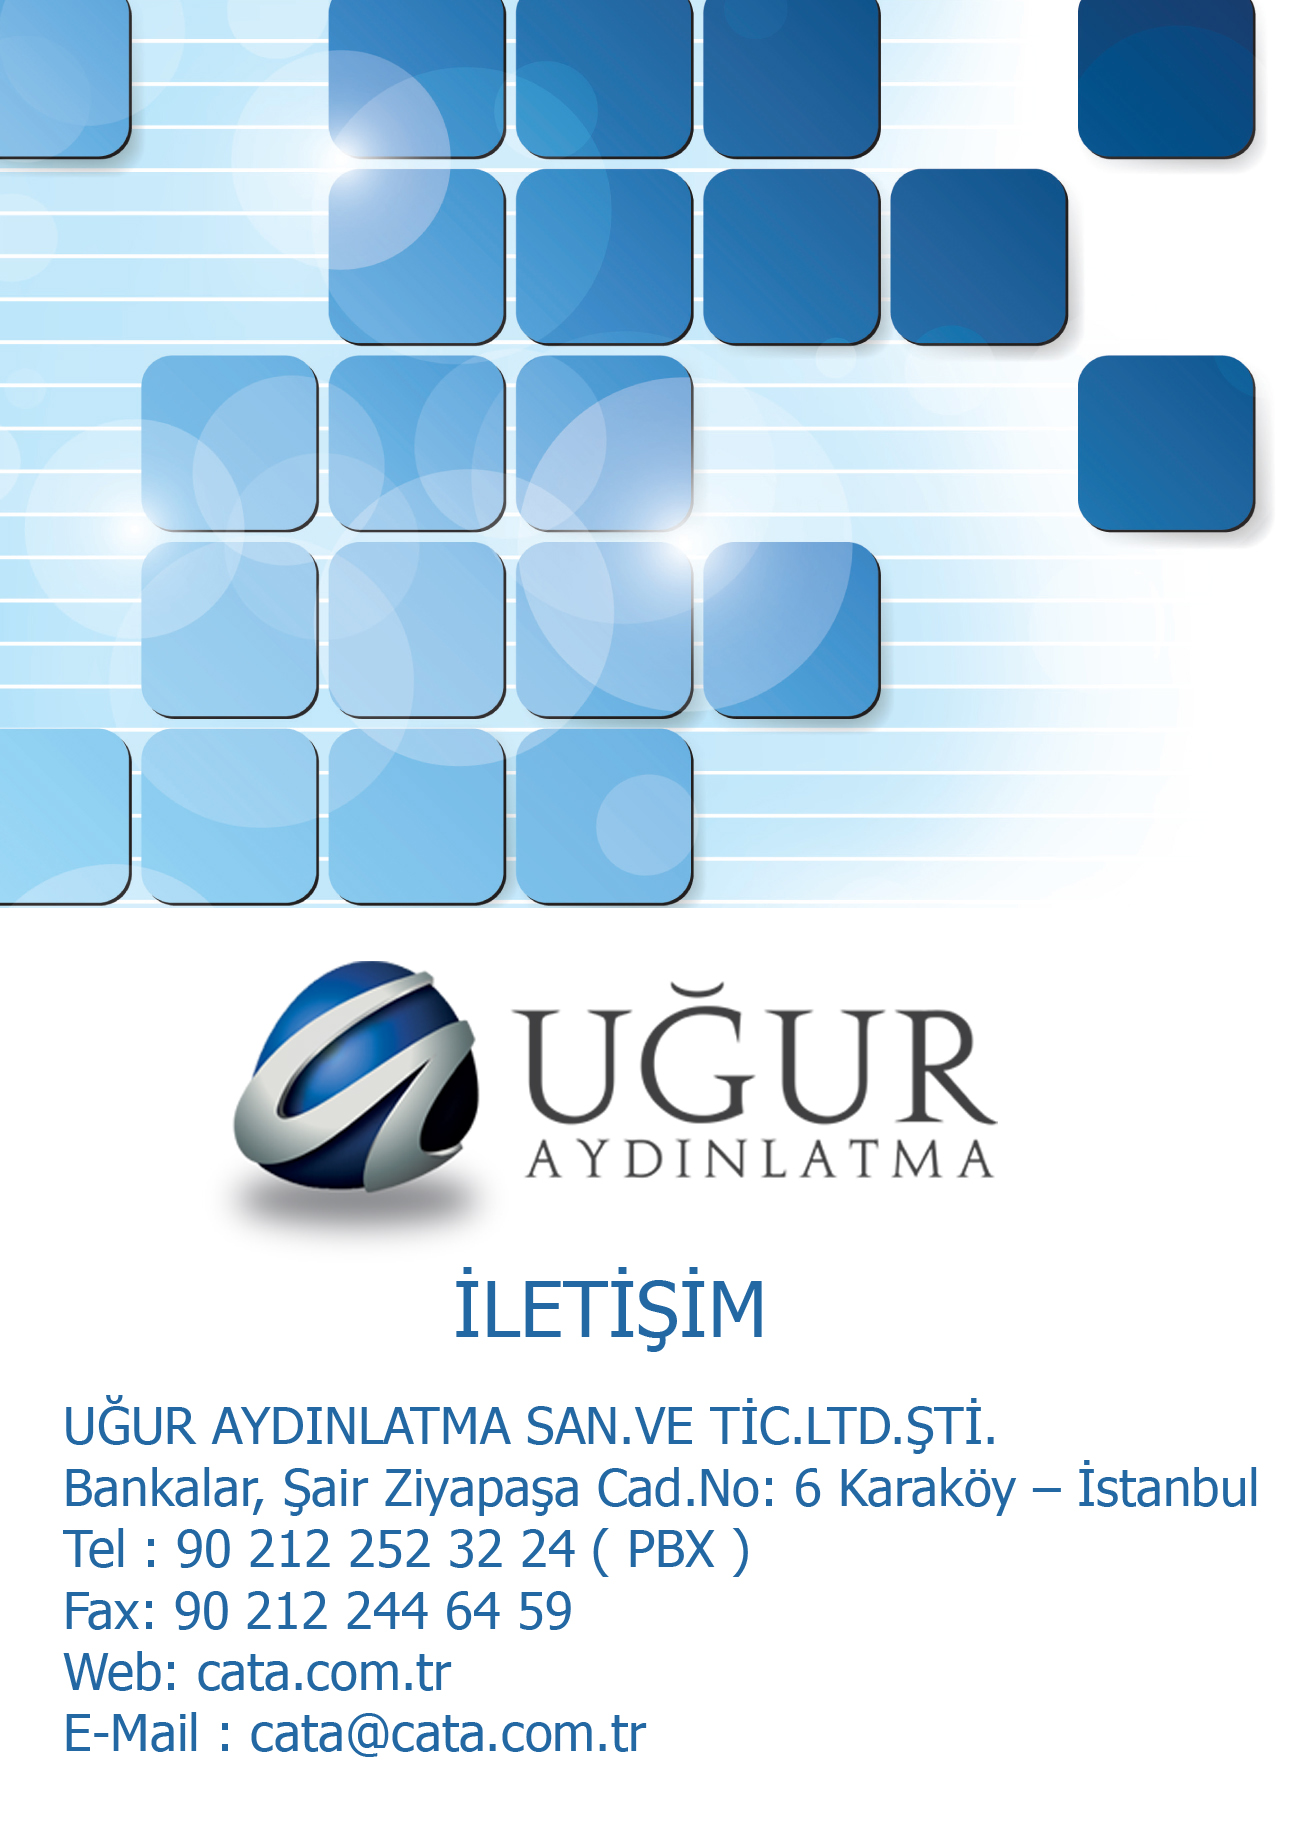 UĞUR
AYDINLATMA
İLETİŞİM
UĞUR AYDINLATMA SAN.VE TİC.LTD.ŞTİ.
Bankalar, Şair Ziyapaşa Cad.No: 6 Karaköy – İstanbul
Tel : 90 212 252 32 24 ( PBX )
Fax: 90 212 244 64 59
Web: cata.com.tr
E-Mail : cata@cata.com.tr